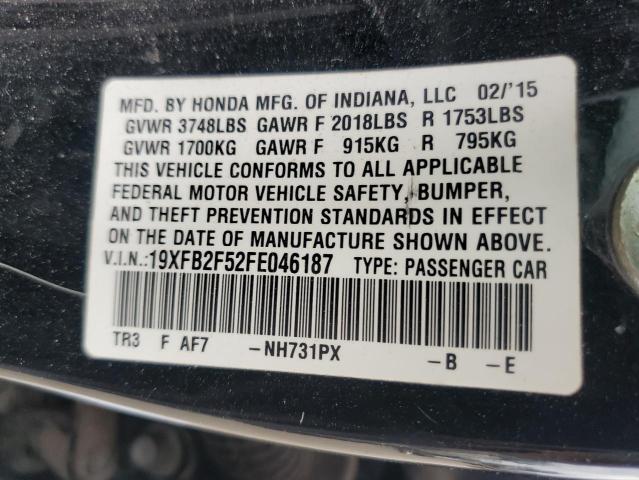 MFD. BY HONDA MFG. OF INDIANA, LLC 02/'15
GVWR 3748LBS GAWR F 2018LBS R 1753LBS
GVWR 1700KG GAWR F 915KG R 795KG
THIS VEHICLE CONFORMS TO ALL APPLICABLE
FEDERAL MOTOR VEHICLE SAFETY, BUMPER,
AND THEFT PREVENTION STANDARDS IN EFFECT
ON THE DATE OF MANUFACTURE SHOWN ABOVE.
V.I.N.:19XFB2F52FE046187 TYPE: PASSENGER CAR
TR3 F AF7 -NH731PX -B -E